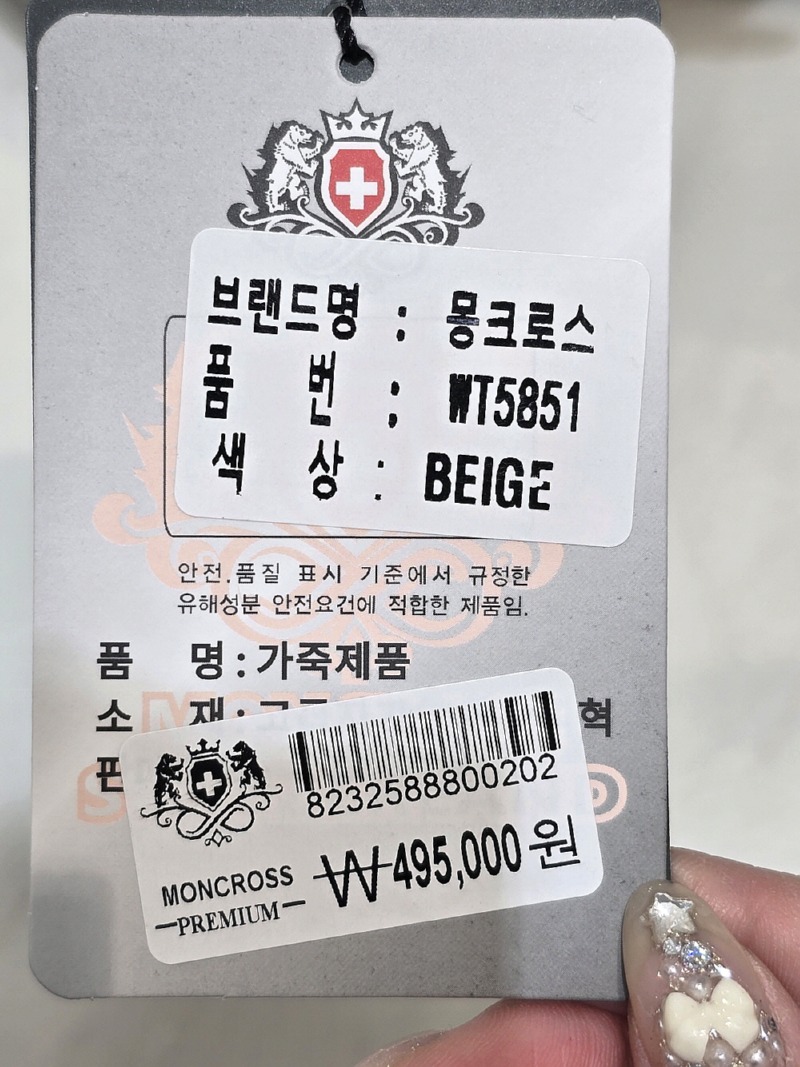 브랜드명 : 몽크로스
품 번 : WT5851
색 상 : BEIGE
안전.품질 표시 기준에서 규정한
유해성분 안전요건에 적합한 제품임.
품 명 : 가죽제품
소 재 :
8232588800202
MONCROSS
PREMIUM
₩495,000원